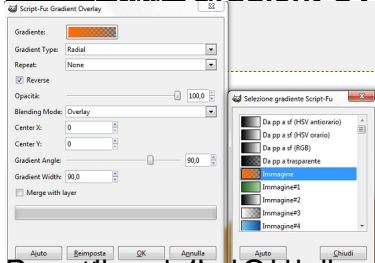 Script-Fu: Gradient Overlay
Gradiente:
Gradient Type: Radial
Repeat: None
Reverse
Opacità: 100,0
Blending Mode: Overlay
Center X: 0
Center Y: 0
Gradient Angle: 90,0
Gradient Width: 90,0
Merge with layer
Aiuto Reimposta OK Annulla
Selezione gradiente Script-Fu
Da pp a sf (HSV antiorario)
Da pp a sf (HSV orario)
Da pp a sf (RGB)
Da pp a trasparente
Immagine
Immagine#1
Immagine#2
Immagine#3
Immagine#4
Aiuto Chiudi